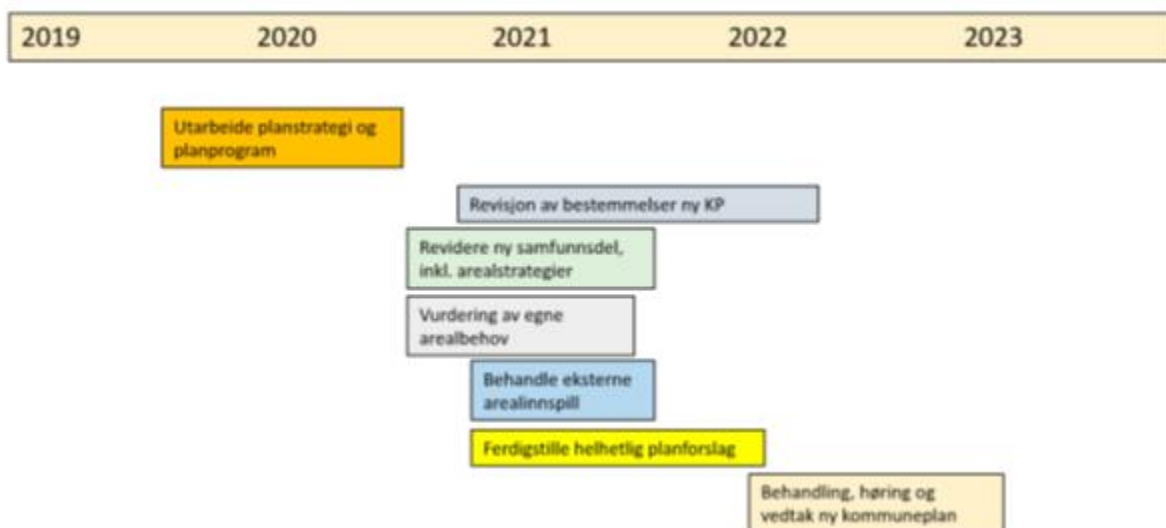 2019 2020 2021 2022 2023
Utarbeide planstrategi og
planprogram
Revisjon av bestemmelser ny KP
Revidere ny samfunnsdel,
inkl. arealstrategier
Vurdering av egne
arealbehov
Behandle eksterne
arealinnspill
Ferdigstille helhetlig planforslag
Behandling, høring og
vedtak ny kommuneplan